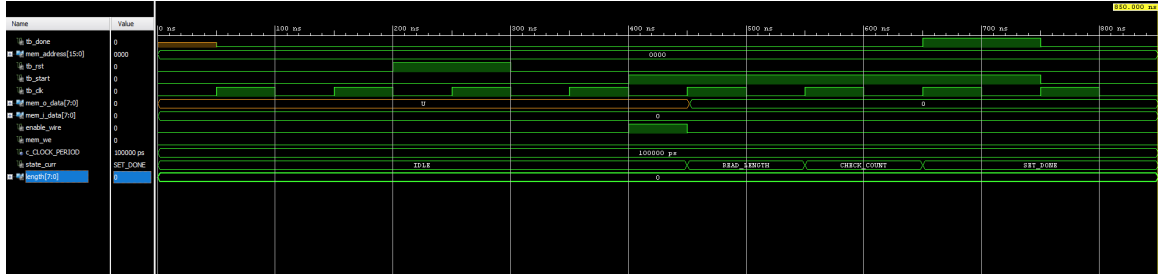 850.000 ns
Name Value
0 ns 100 ns 200 ns 300 ns 400 ns 500 ns 600 ns 700 ns 800 ns
tb_done 0
mem_address[15:0] 0000 0000
tb_rst 0
tb_start 0
tb_clk 0
mem_o_data[7:0] 0 U 0
mem_i_data[7:0] 0 0
enable_wire 0
mem_we 0
c_CLOCK_PERIOD 100000 ps 100000 ps
state_curr SET_DONE IDLE READ_LENGTH CHECK_COUNT SET_DONE
length[7:0] 0 0